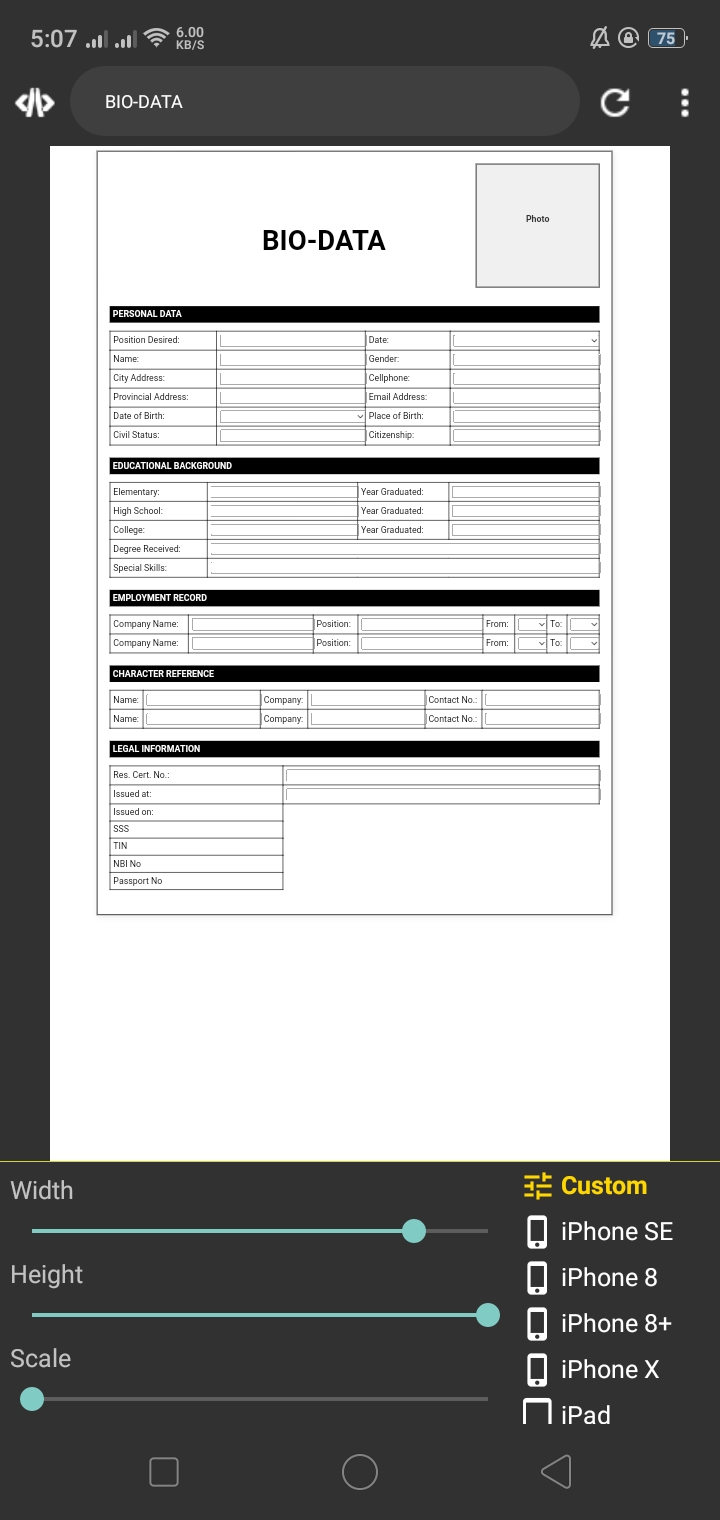 5:07 6.00 KB/S 75
BIO-DATA
Photo
BIO-DATA
PERSONAL DATA
Position Desired: Date:
Name: Gender:
City Address: Cellphone:
Provincial Address: Email Address:
Date of Birth: Place of Birth:
Civil Status: Citizenship:
EDUCATIONAL BACKGROUND
Elementary: Year Graduated:
High School: Year Graduated:
College: Year Graduated:
Degree Received:
Special Skills:
EMPLOYMENT RECORD
Company Name: Position: From: To:
Company Name: Position: From: To:
CHARACTER REFERENCE
Name: Company: Contact No.:
Name: Company: Contact No.:
LEGAL INFORMATION
Res. Cert. No.:
Issued at:
Issued on:
SSS
TIN
NBI No
Passport No
Width
Height
Scale
Custom
iPhone SE
iPhone 8
iPhone 8+
iPhone X
iPad